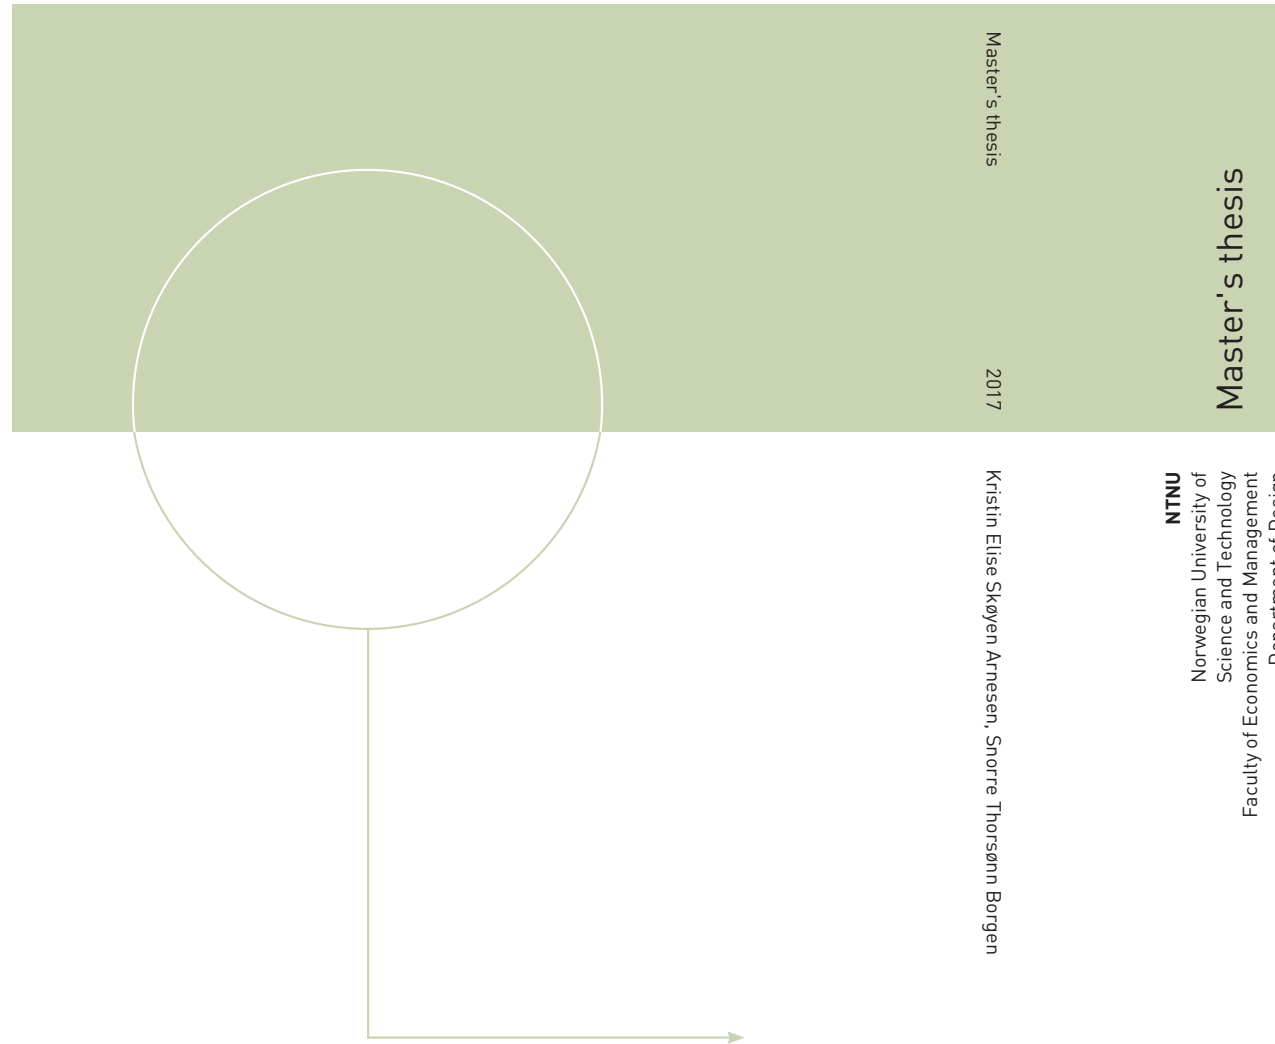 Master's thesis
2017
Kristin Elise Skøyen Arnesen, Snorre Thorsønn Borgen
Master's thesis
NTNU
Norwegian University of
Science and Technology
Faculty of Economics and Management